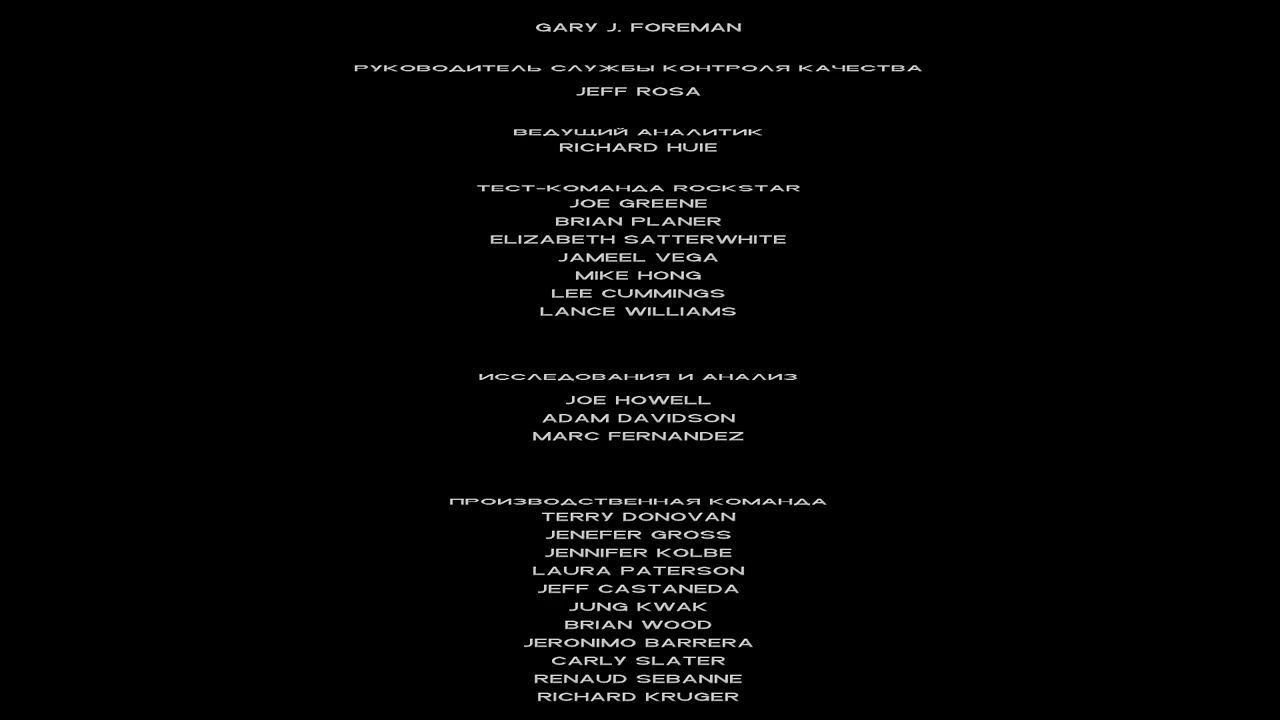 GARY J. FOREMAN
РУКОВОДИТЕЛЬ СЛУЖБЫ КОНТРОЛЯ КАЧЕСТВА
JEFF ROSA
ВЕДУЩИЙ АНАЛИТИК
RICHARD HUIE
ТЕСТ-КОМАНДА ROCKSTAR
JOE GREENE
BRIAN PLANER
ELIZABETH SATTERWHITE
JAMEEL VEGA
MIKE HONG
LEE CUMMINGS
LANCE WILLIAMS
ИССЛЕДОВАНИЯ И АНАЛИЗ
JOE HOWELL
ADAM DAVIDSON
MARC FERNANDEZ
ПРОИЗВОДСТВЕННАЯ КОМАНДА
TERRY DONOVAN
JENEFER GROSS
JENNIFER KOLBE
LAURA PATERSON
JEFF CASTANEDA
JUNG KWAK
BRIAN WOOD
JERONIMO BARRERA
CARLY SLATER
RENAUD SEBANNE
RICHARD KRUGER